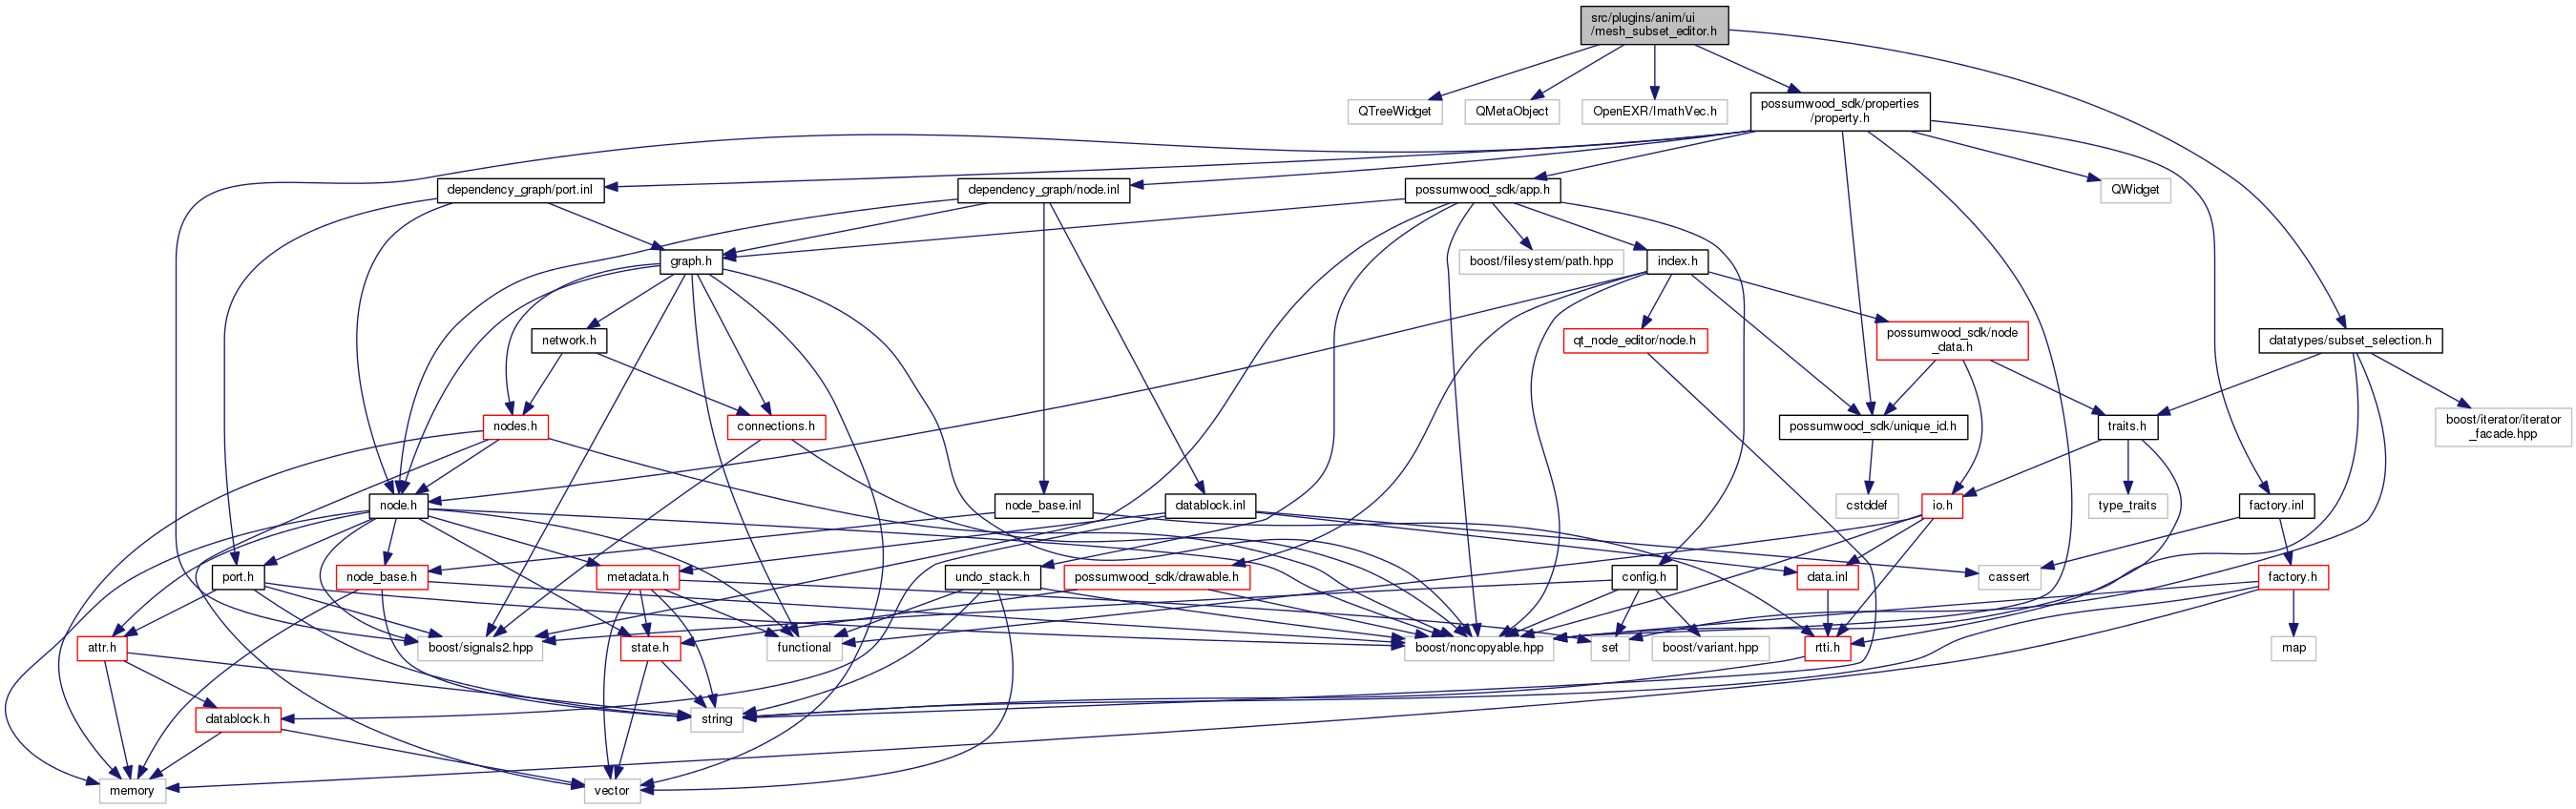 src/plugins/anim/ui
/mesh_subset_editor.h
QTreeWidget
QMetaObject
OpenEXR/ImathVec.h
possumwood_sdk/properties
/property.h
dependency_graph/port.inl
dependency_graph/node.inl
possumwood_sdk/app.h
QWidget
graph.h
boost/filesystem/path.hpp
index.h
network.h
qt_node_editor/node.h
possumwood_sdk/node
_data.h
datatypes/subset_selection.h
nodes.h
connections.h
possumwood_sdk/unique_id.h
traits.h
boost/iterator/iterator
_facade.hpp
node.h
node_base.inl
datablock.inl
cstddef
io.h
type_traits
factory.inl
port.h
node_base.h
metadata.h
undo_stack.h
possumwood_sdk/drawable.h
config.h
data.inl
cassert
factory.h
attr.h
boost/signals2.hpp
state.h
functional
boost/noncopyable.hpp
set
boost/variant.hpp
rtti.h
map
datablock.h
string
memory
vector